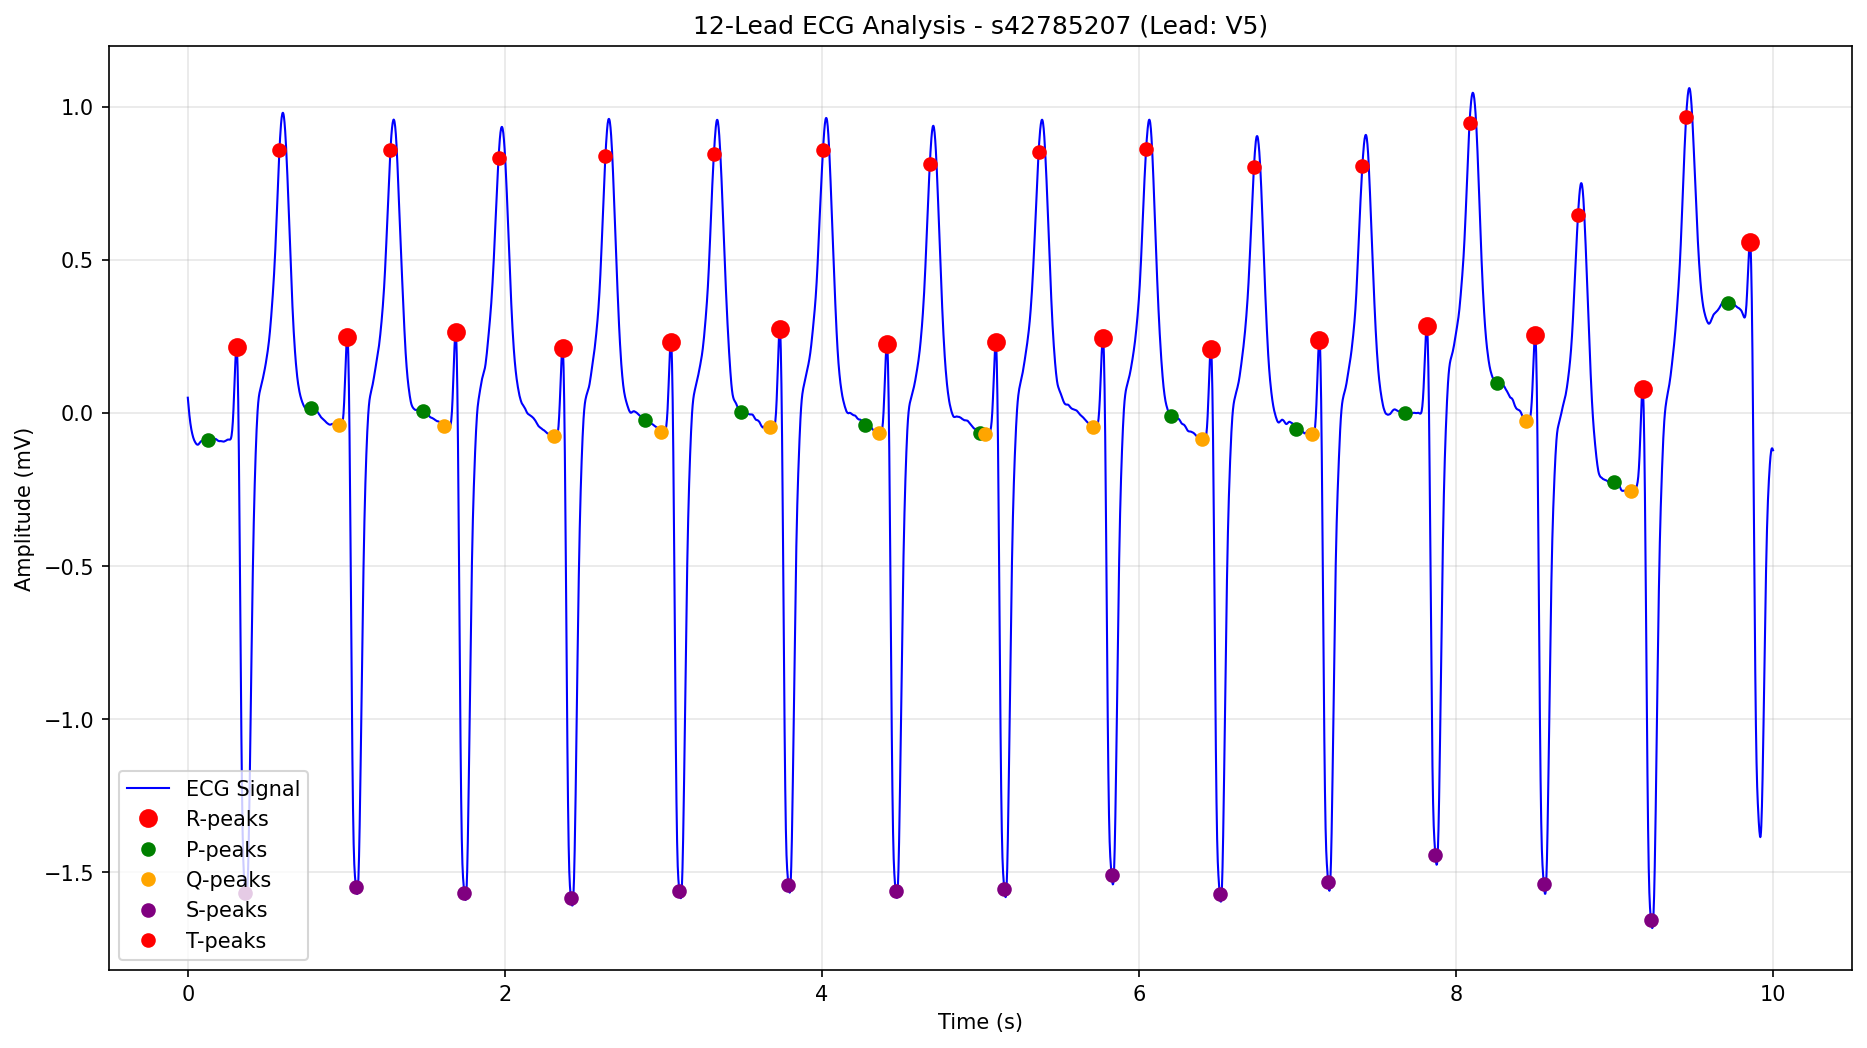 12-Lead ECG Analysis - s42785207 (Lead: V5)
1.0
0.5
0.0
−0.5
−1.0
−1.5
Amplitude (mV)
ECG Signal
R-peaks
P-peaks
Q-peaks
S-peaks
T-peaks
0
2
4
6
8
10
Time (s)